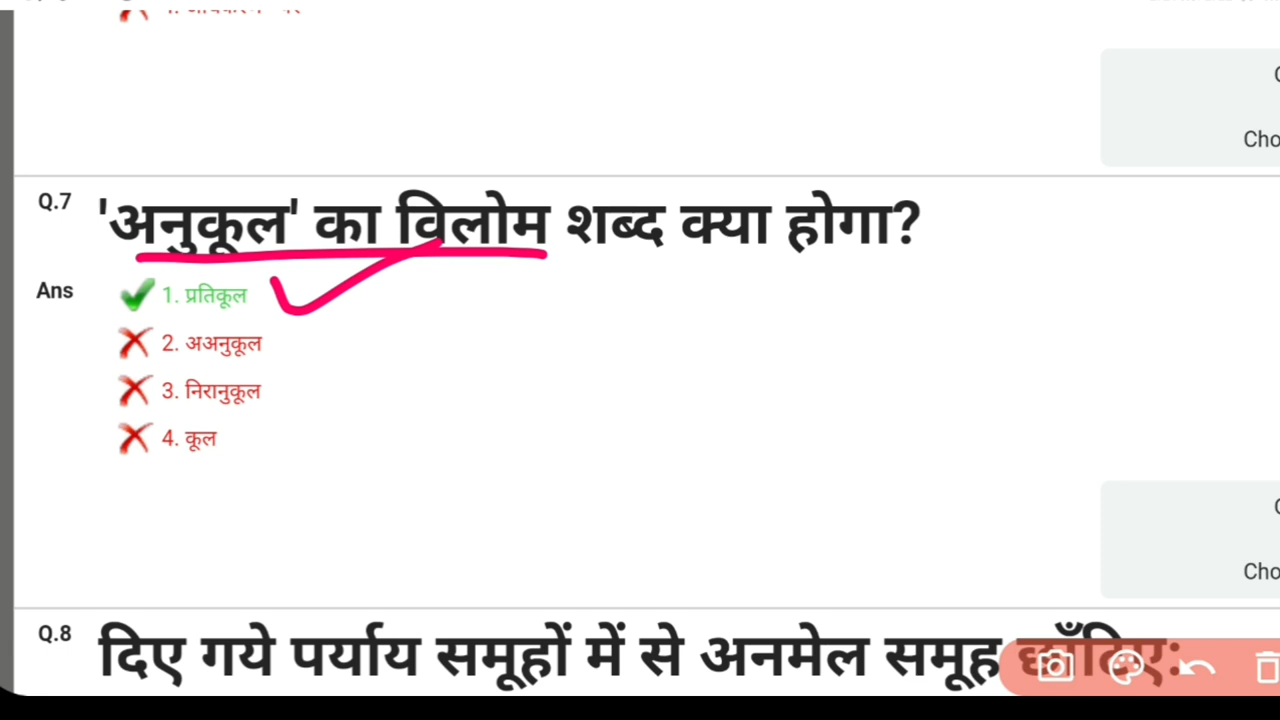 Cho
Q.7 'अनुकूल' का विलोम शब्द क्या होगा?
Ans 1. प्रतिकूल
2. अअनुकूल
3. निरानुकूल
4. कूल
Cho
Q.8 दिए गये पर्याय समूहों में से अनमेल समूह छाँटिए: